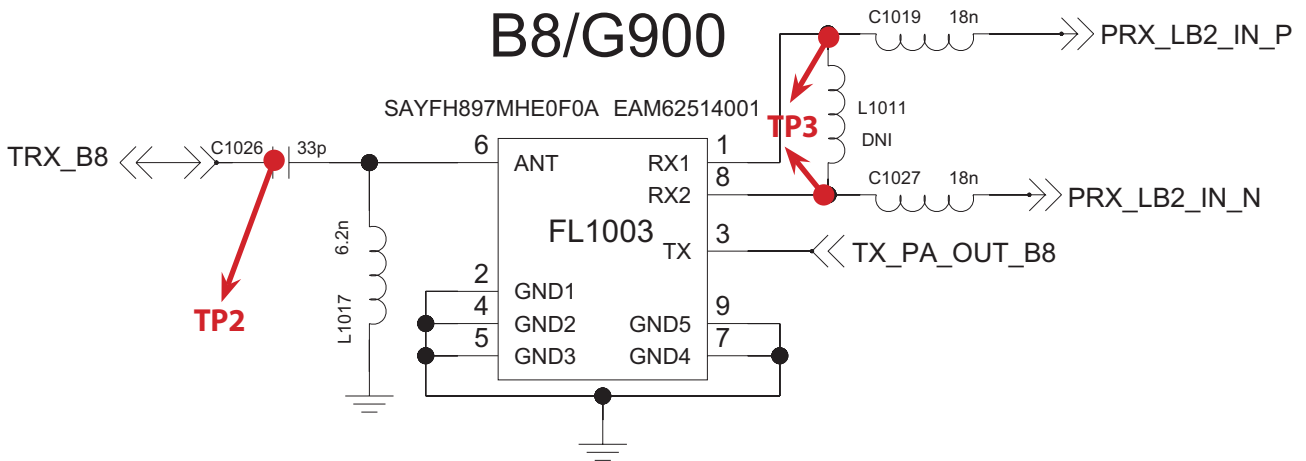 B8/G900
C1019 18n
PRX_LB2_IN_P
SAYFH897MHE0F0A EAM62514001
L1011
DNI
TP3
TRX_B8
C1026 33p
6 ANT
RX1 1
RX2 8
C1027 18n
PRX_LB2_IN_N
FL1003
TX 3
TX_PA_OUT_B8
6.2n
L1017
TP2
2 GND1
4 GND2
5 GND3
GND5 9
GND4 7